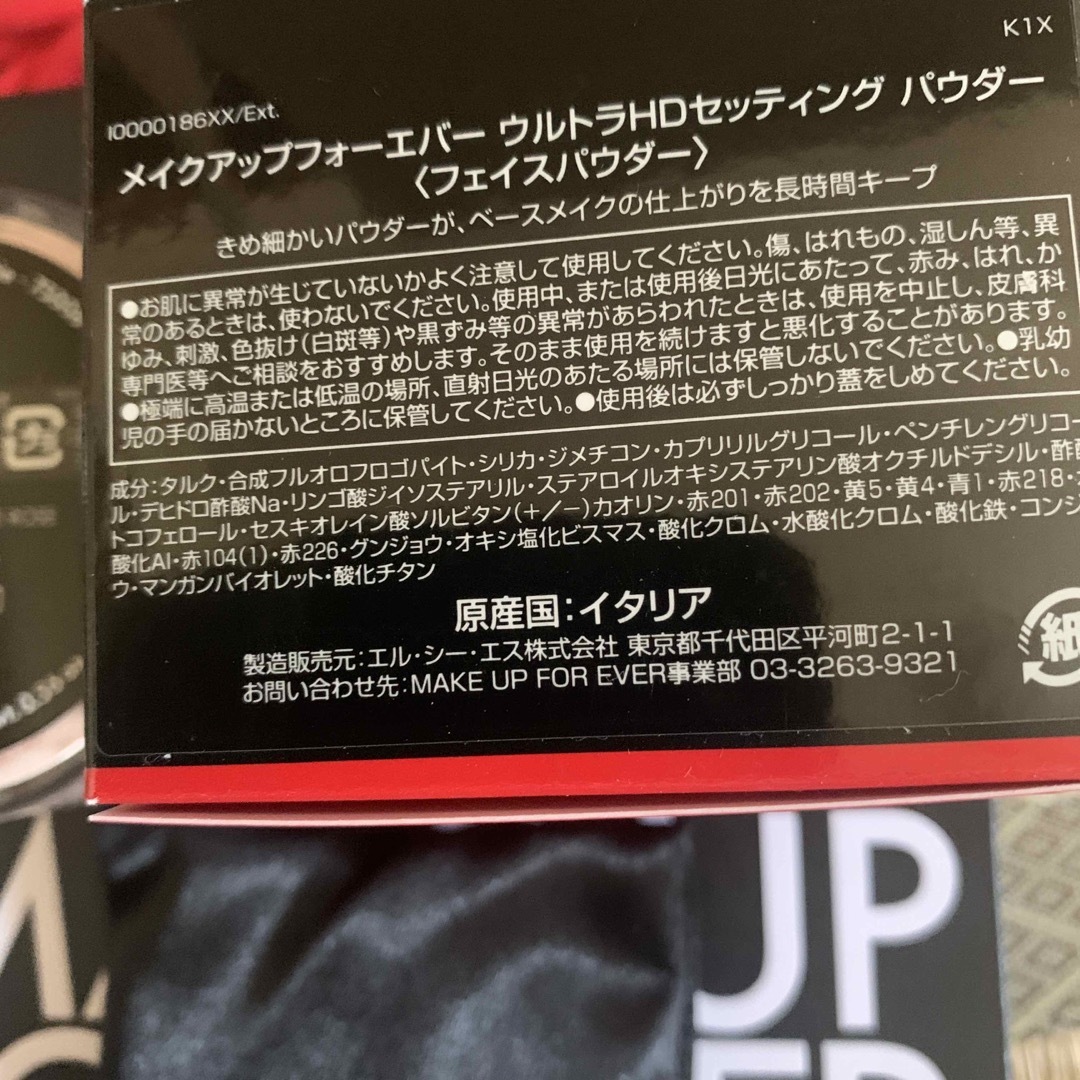 K1X
I0000186XX/Ext.
メイクアップフォーエバー ウルトラHDセッティング パウダー
〈フェイスパウダー〉
きめ細かいパウダーが、ベースメイクの仕上がりを長時間キープ
●お肌に異常が生じていないかよく注意して使用してください。傷、はれもの、湿しん等、異
常のあるときは、使わないでください。使用中、または使用後日光にあたって、赤み、はれ、か
ゆみ、刺激、色抜け(白斑等)や黒ずみ等の異常があらわれたときは、使用を中止し、皮膚科
専門医等へご相談をおすすめします。そのまま使用を続けますと悪化することがあります。
●極端に高温または低温の場所、直射日光のあたる場所には保管しないでください。●乳幼
児の手の届かないところに保管してください。●使用後は必ずしっかり蓋をしめてください。
成分:タルク・合成フルオロフロゴパイト・シリカ・ジメチコン・カプリリルグリコール・ペンチレングリコー
ル・デヒドロ酢酸Na・リンゴ酸ジイソステアリル・ステアロイルオキシステアリン酸オクチルドデシル・酢酸
トコフェロール・セスキオレイン酸ソルビタン(+/−)カオリン・赤201・赤202・黄5・黄4・青1・赤218・
酸化Al・赤104(1)・赤226・グンジョウ・オキシ塩化ビスマス・酸化クロム・水酸化クロム・酸化鉄・コンジ
ウ・マンガンバイオレット・酸化チタン
原産国:イタリア
製造販売元:エル・シー・エス株式会社 東京都千代田区平河町2-1-1
お問い合わせ先:MAKE UP FOR EVER事業部 03-3263-9321
紙
UP